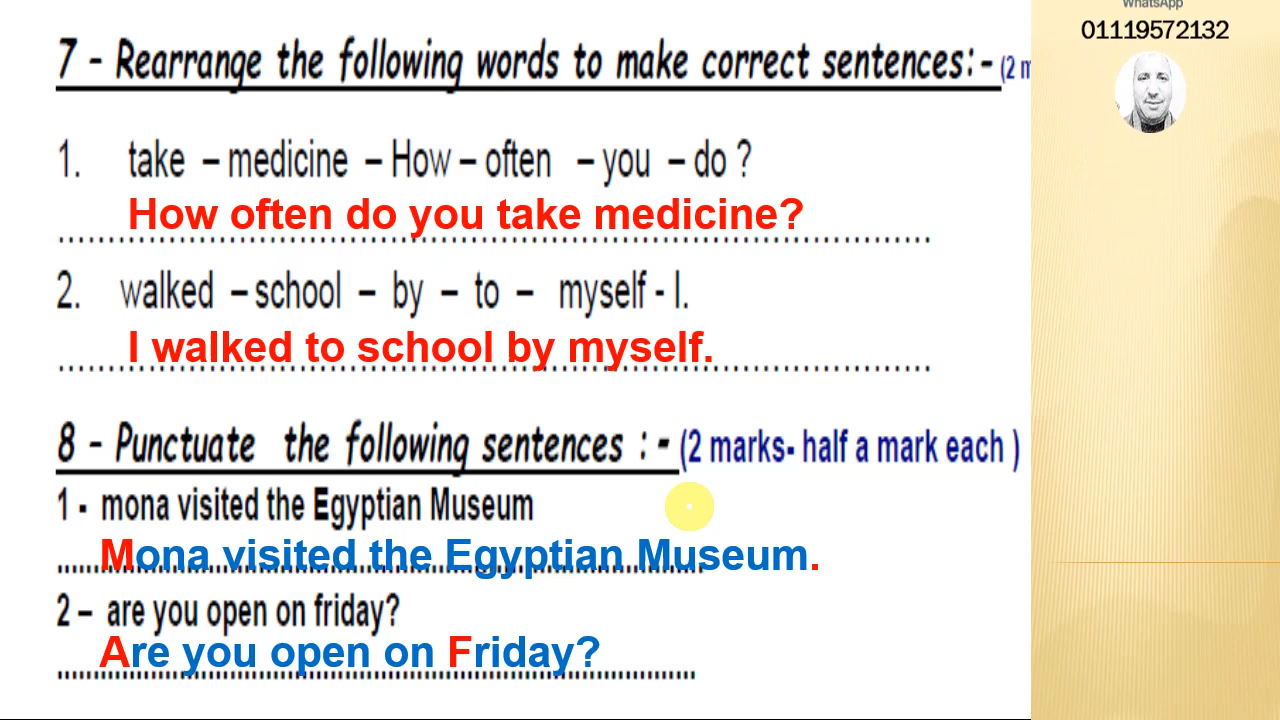 WhatsApp
01119572132
7 - Rearrange the following words to make correct sentences:- (2 m
1. take – medicine – How – often – you – do ?
How often do you take medicine?
2. walked – school – by – to – myself - I.
I walked to school by myself.
8 - Punctuate the following sentences :- (2 marks- half a mark each )
1 - mona visited the Egyptian Museum
Mona visited the Egyptian Museum.
2 – are you open on friday?
Are you open on Friday?